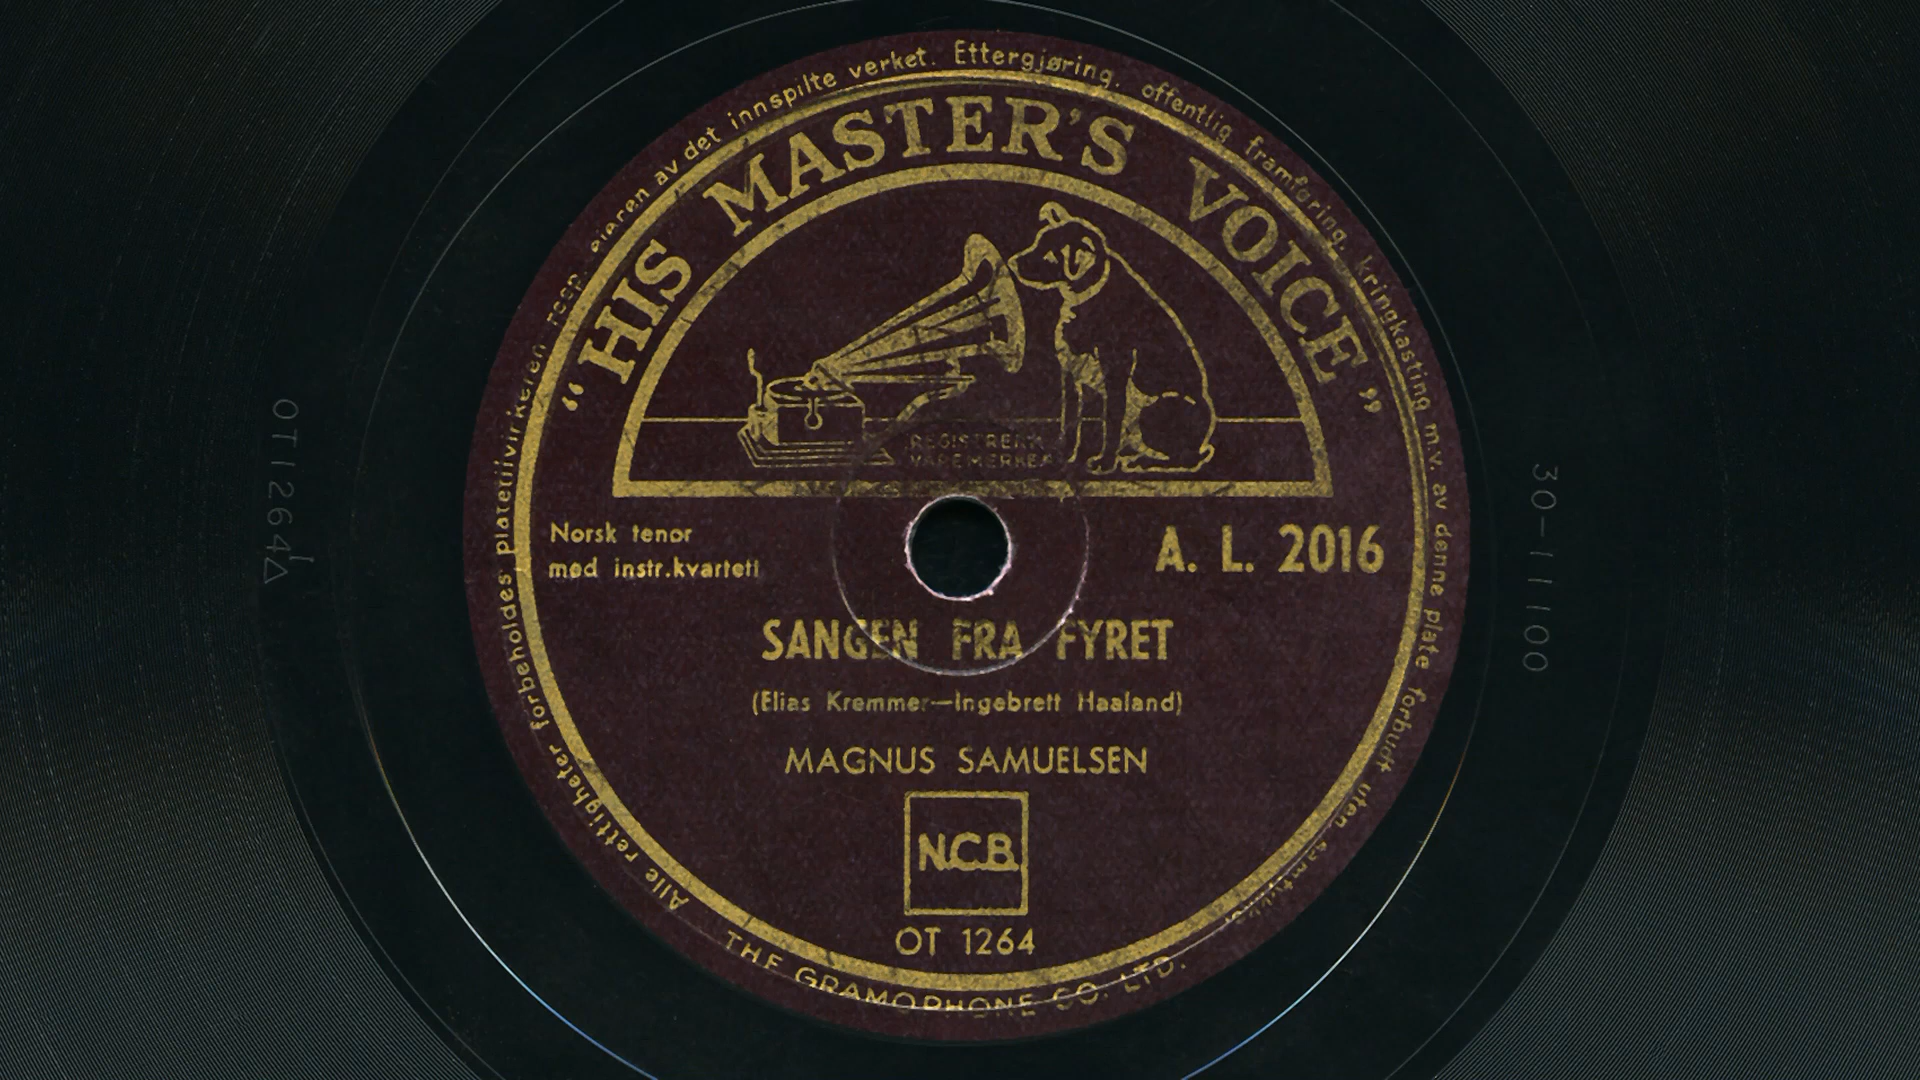 Alle rettigheter forbeholdes platetilvirkeren resp. eieren av det innspilte verket. Ettergjøring, offentlig framføring, kringkasting m.v. av denne plate forbudt uten samtykke
"HIS MASTER'S VOICE"
REGISTRERT
VAREMERKE
Norsk tenor
med instr.kvartett
A. L. 2016
SANGEN FRA FYRET
(Elias Kremmer—Ingebrett Haaland)
MAGNUS SAMUELSEN
N.C.B.
OT 1264
THE GRAMOPHONE CO. LTD.
OT1264
30-11100